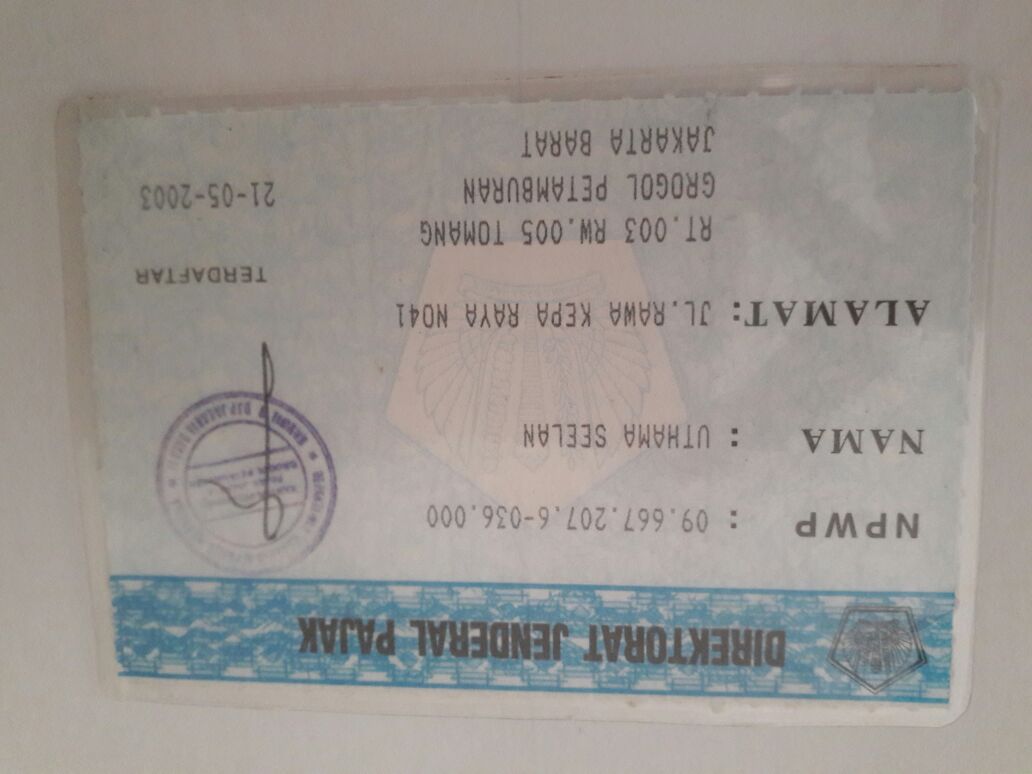 DIREKTORAT JENDERAL PAJAK
NPWP : 09.667.207.6-036.000
NAMA : UTHAMA SEELAN
ALAMAT: JL.RAWA KEPA RAYA NO41
RT.003 RW.005 TOMANG
GROGOL PETAMBURAN
JAKARTA BARAT
TERDAFTAR
21-05-2003